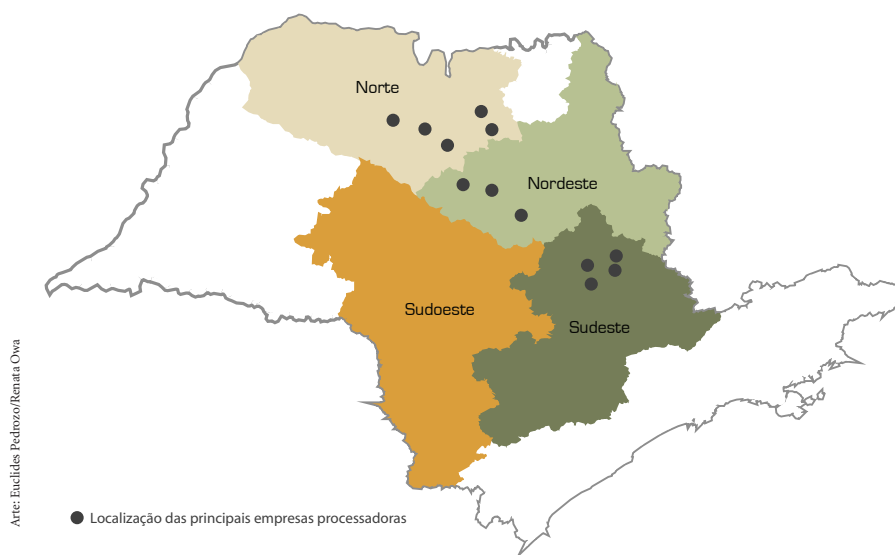 Norte
Nordeste
Sudoeste
Sudeste
Arte: Euclides Pedrozo/Renata Owa
Localização das principais empresas processadoras